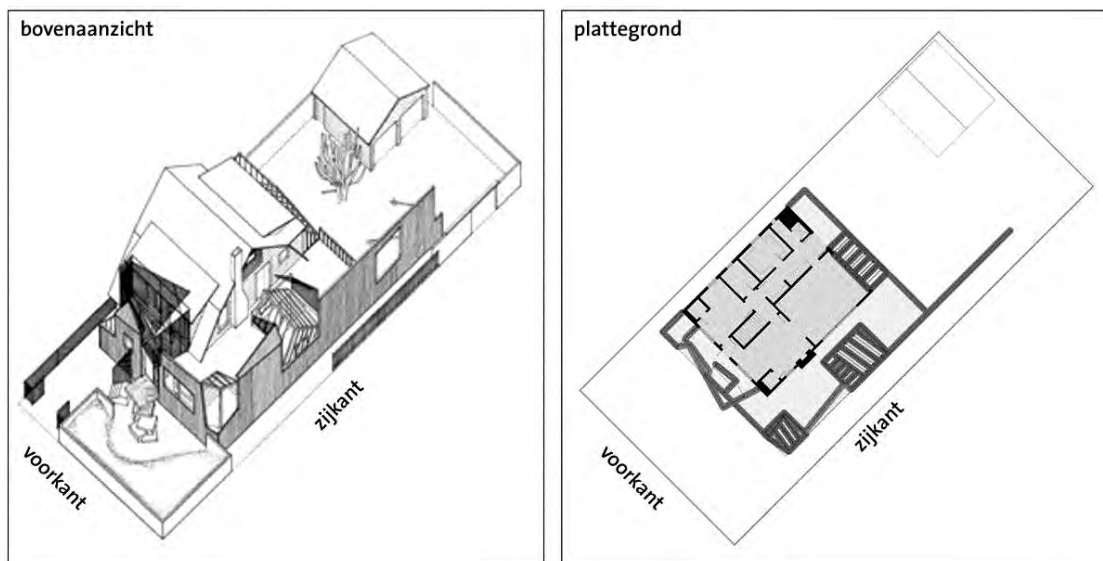 bovenaanzicht
voorkant
zijkant
plattegrond
voorkant
zijkant